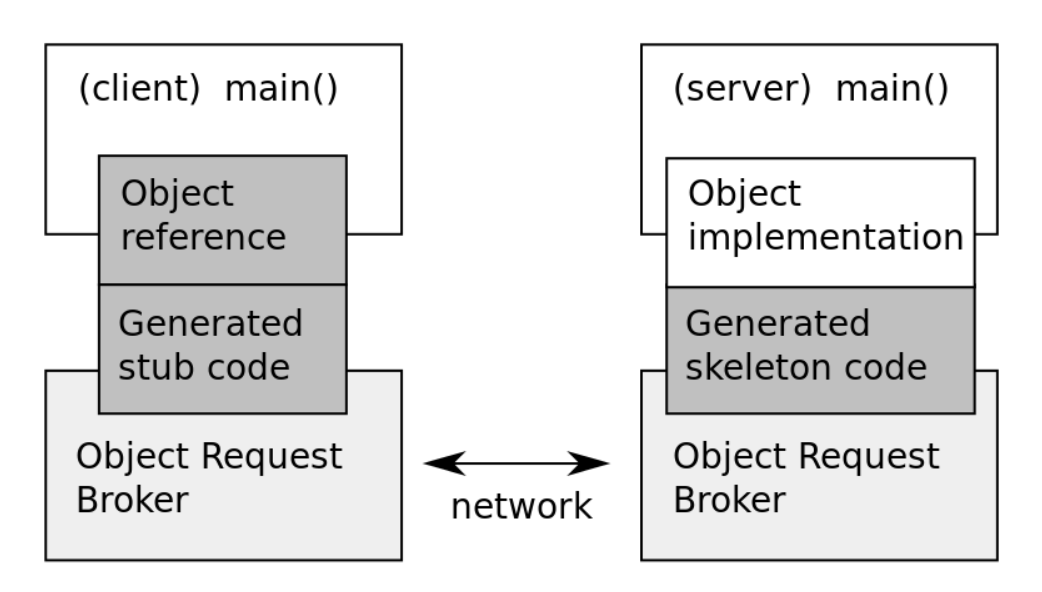 (client) main()
Object
reference
Generated
stub code
Object Request
Broker
network
(server) main()
Object
implementation
Generated
skeleton code
Object Request
Broker